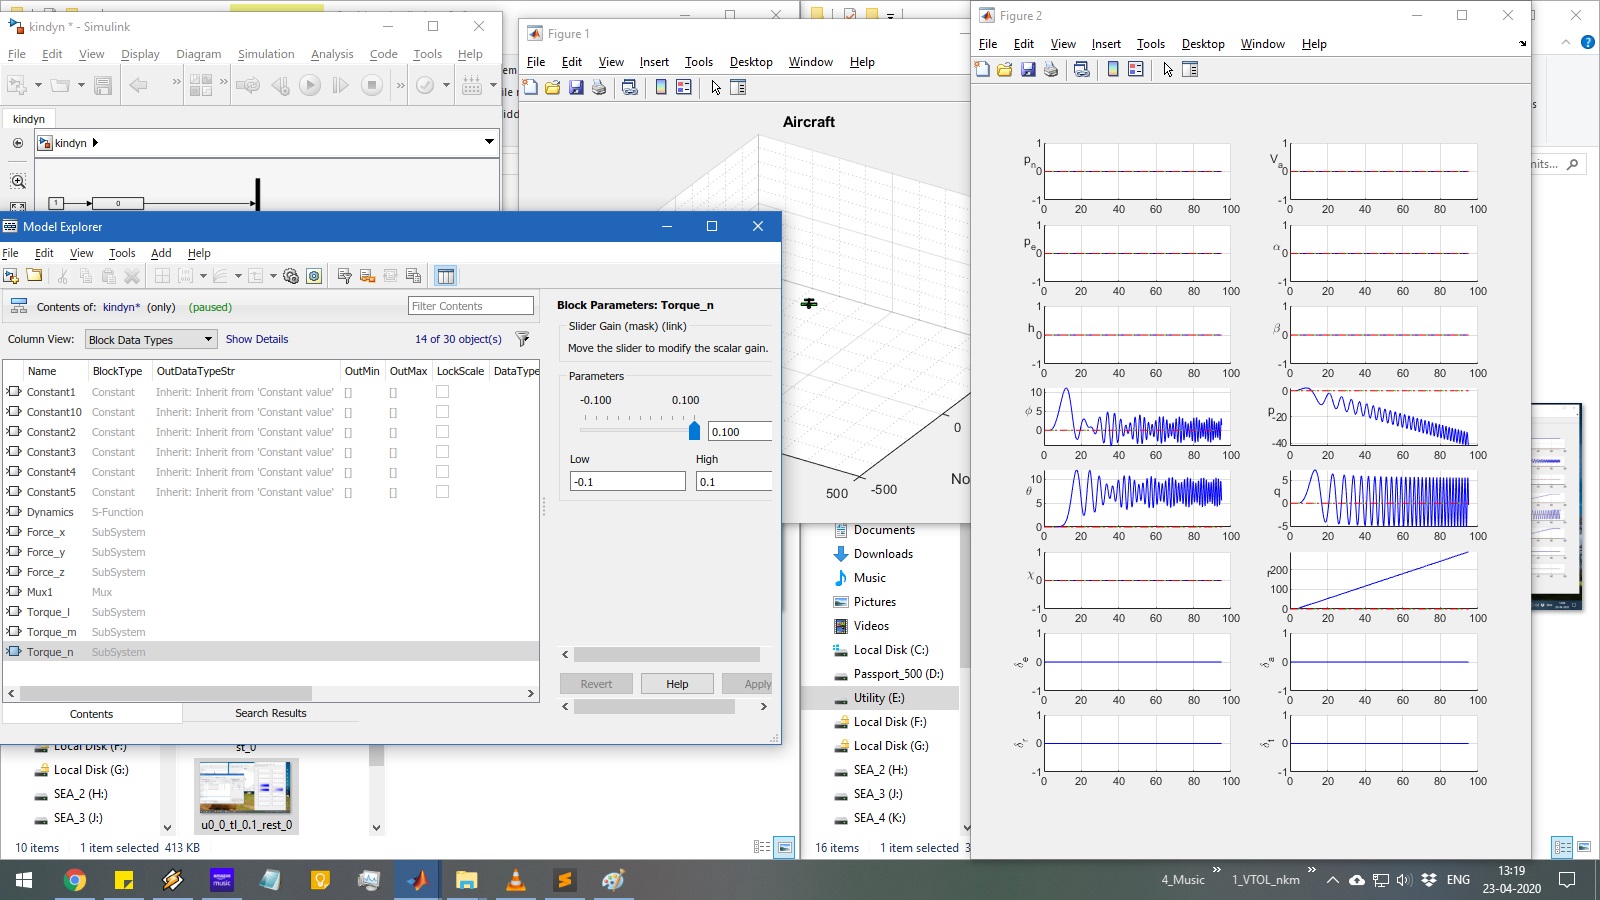 kindyn * - Simulink
File Edit View Display Diagram Simulation Analysis Code Tools Help
kindyn
kindyn
1 0
Figure 1
File Edit View Insert Tools Desktop Window Help
Aircraft
0
500 -500
No
Figure 2
File Edit View Insert Tools Desktop Window Help
pn 1 0 -1 0 20 40 60 80 100
Va 1 0 -1 0 20 40 60 80 100
pe 1 0 -1 0 20 40 60 80 100
α 1 0 -1 0 20 40 60 80 100
h 1 0 -1 0 20 40 60 80 100
β 1 0 -1 0 20 40 60 80 100
ϕ 10 5 0 0 20 40 60 80 100
p 0 -20 -40 0 20 40 60 80 100
θ 10 5 0 0 20 40 60 80 100
q 5 0 -5 0 20 40 60 80 100
χ 1 0 -1 0 20 40 60 80 100
r 200 100 0 0 20 40 60 80 100
δe 1 0 -1 0 20 40 60 80 100
δa 1 0 -1 0 20 40 60 80 100
δr 1 0 -1 0 20 40 60 80 100
δt 1 0 -1 0 20 40 60 80 100
Model Explorer
File Edit View Tools Add Help
Contents of: kindyn* (only) (paused) Filter Contents
Column View: Block Data Types Show Details 14 of 30 object(s)
Name BlockType OutDataTypeStr OutMin OutMax LockScale DataType
Constant1 Constant Inherit: Inherit from 'Constant value' [] []
Constant10 Constant Inherit: Inherit from 'Constant value' [] []
Constant2 Constant Inherit: Inherit from 'Constant value' [] []
Constant3 Constant Inherit: Inherit from 'Constant value' [] []
Constant4 Constant Inherit: Inherit from 'Constant value' [] []
Constant5 Constant Inherit: Inherit from 'Constant value' [] []
Dynamics S-Function
Force_x SubSystem
Force_y SubSystem
Force_z SubSystem
Mux1 Mux
Torque_l SubSystem
Torque_m SubSystem
Torque_n SubSystem
Contents Search Results
Block Parameters: Torque_n
Slider Gain (mask) (link)
Move the slider to modify the scalar gain.
Parameters
-0.100 0.100
0.100
Low High
-0.1 0.1
Revert Help Apply
Local Disk (F:)
Local Disk (G:)
SEA_2 (H:)
SEA_3 (J:)
st_0
u0_0_tl_0.1_rest_0
10 items 1 item selected 413 KB
Documents
Downloads
Music
Pictures
Videos
Local Disk (C:)
Passport_500 (D:)
Utility (E:)
Local Disk (F:)
Local Disk (G:)
SEA_2 (H:)
SEA_3 (J:)
SEA_4 (K:)
16 items 1 item selected 3
nits...
4_Music 1_VTOL_nkm ENG 13:19
23-04-2020